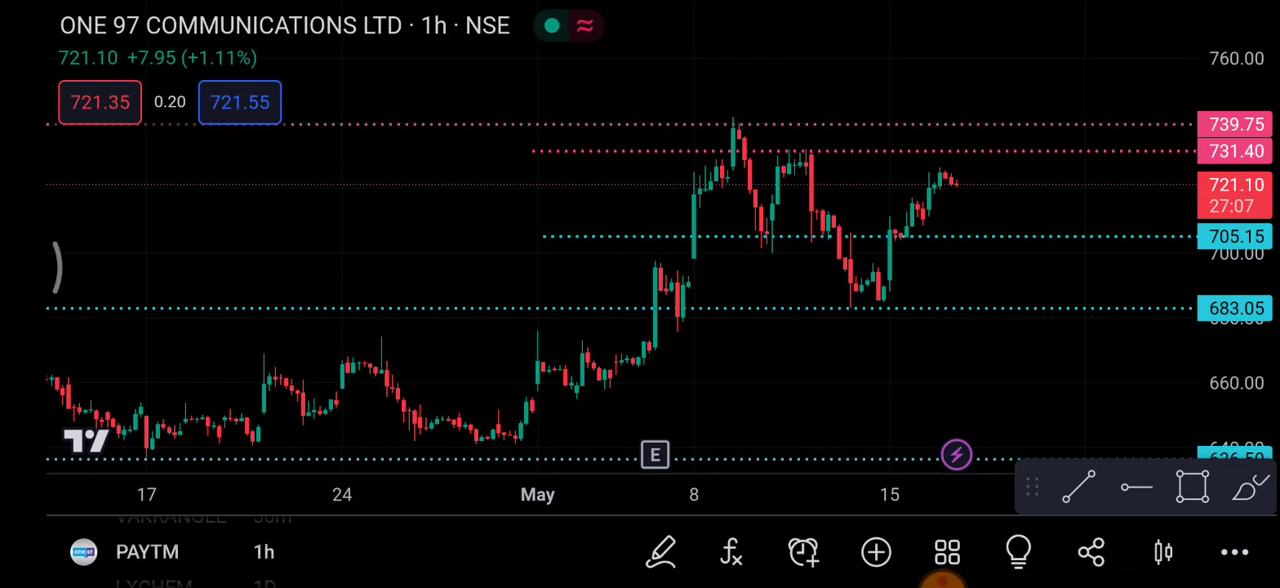 ONE 97 COMMUNICATIONS LTD · 1h · NSE
721.10 +7.95 (+1.11%)
721.35 0.20 721.55
760.00
739.75
731.40
721.10
27:07
705.15
700.00
683.05
660.00
E
17 24 May 8 15
PAYTM 1h
LYCHEM 1D